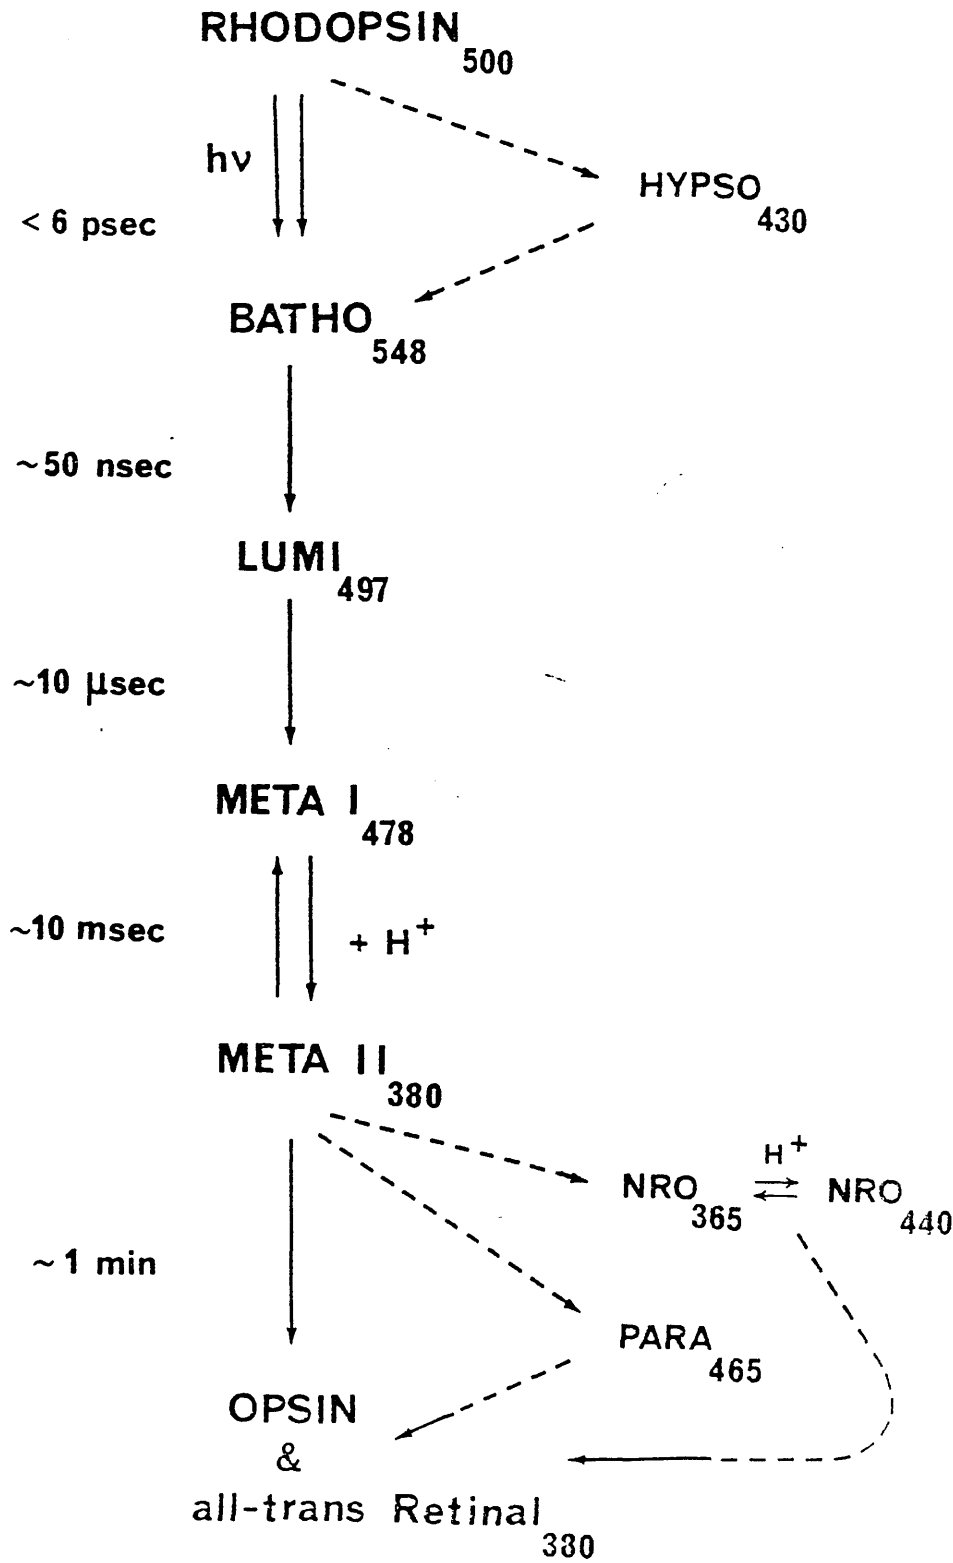 RHODOPSIN 500
hν
HYPSO 430
< 6 psec
BATHO 548
~50 nsec
LUMI 497
~10 μsec
META I 478
~10 msec
+ H+
META II 380
H+
NRO 365
NRO 440
~ 1 min
PARA 465
OPSIN
&
all-trans Retinal 380